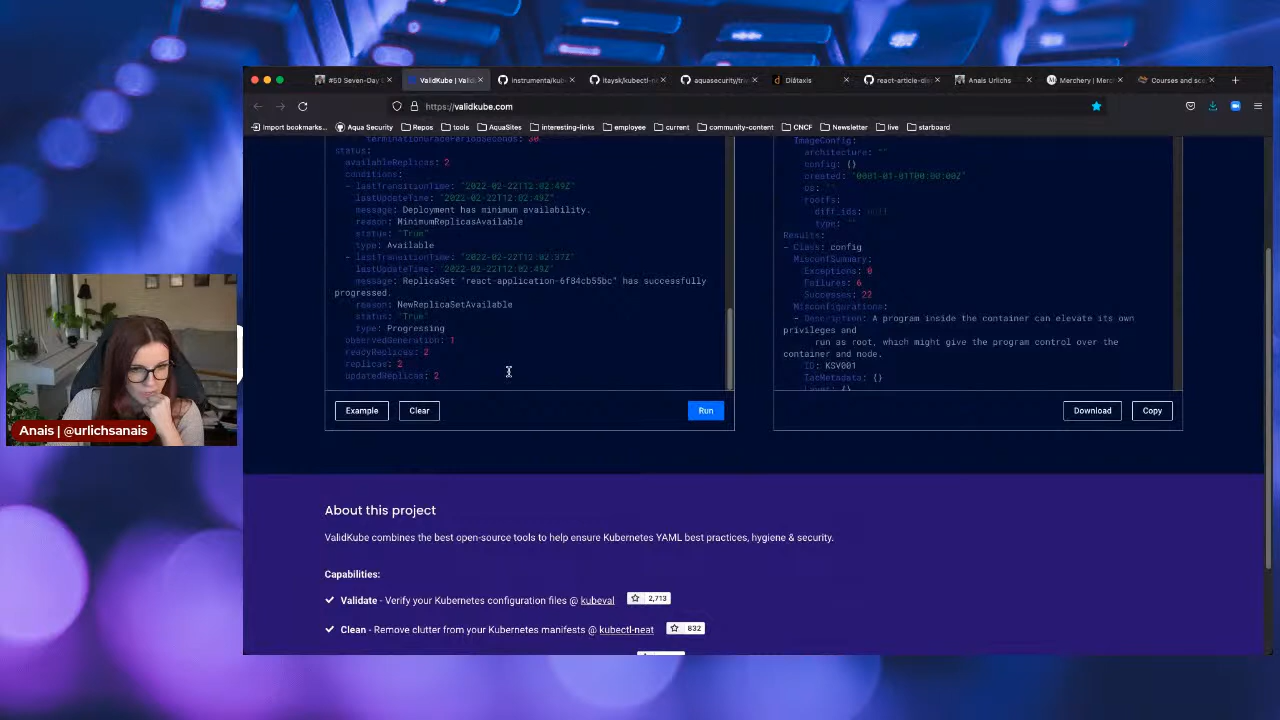 #50 Seven-Day
ValidKube | Vali
instrumenta/kub
itaysk/kubectl-n
aquasecurity/tri
Diátaxis
react-article-dis
Anais Urlichs
Merchery | Merc
Courses and sce
https://validkube.com
Import bookmarks...
Aqua Security
Repos
tools
AquaSites
interesting-links
employee
current
community-content
CNCF
Newsletter
live
starboard
terminationGracePeriodSeconds: 30
status:
availableReplicas: 2
conditions:
- lastTransitionTime: "2022-02-22T12:02:49Z"
lastUpdateTime: "2022-02-22T12:02:49Z"
message: Deployment has minimum availability.
reason: MinimumReplicasAvailable
status: "True"
type: Available
- lastTransitionTime: "2022-02-22T12:02:37Z"
lastUpdateTime: "2022-02-22T12:02:49Z"
message: ReplicaSet "react-application-6f84cb55bc" has successfully
progressed.
reason: NewReplicaSetAvailable
status: "True"
type: Progressing
observedGeneration: 1
readyReplicas: 2
replicas: 2
updatedReplicas: 2
Example
Clear
Run
ImageConfig:
architecture: ""
config: {}
created: "0001-01-01T00:00:00Z"
os: ""
rootfs:
diff_ids: null
type: ""
Results:
- Class: config
MisconfSummary:
Exceptions: 0
Failures: 6
Successes: 22
Misconfigurations:
- Description: A program inside the container can elevate its own
privileges and
run as root, which might give the program control over the
container and node.
ID: KSV001
IacMetadata: {}
Layer: {}
Download
Copy
Anais | @urlichsanais
About this project
ValidKube combines the best open-source tools to help ensure Kubernetes YAML best practices, hygiene & security.
Capabilities:
Validate - Verify your Kubernetes configuration files @ kubeval
2,713
Clean - Remove clutter from your Kubernetes manifests @ kubectl-neat
832